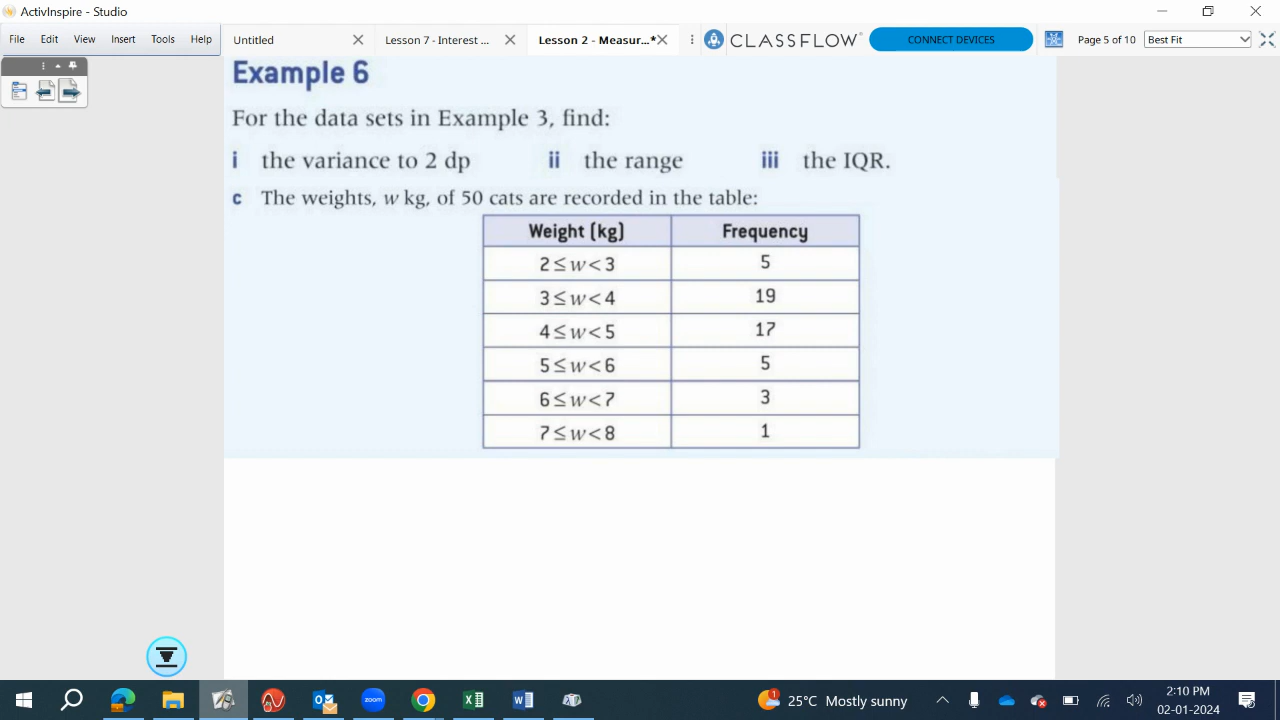 ActivInspire - Studio
File Edit View Insert Tools Help
Untitled
Lesson 7 - Interest ...
Lesson 2 - Measur...*
CLASSFLOW
CONNECT DEVICES
Page 5 of 10
Best Fit
Example 6
For the data sets in Example 3, find:
i the variance to 2 dp ii the range iii the IQR.
c The weights, w kg, of 50 cats are recorded in the table:
Weight (kg) Frequency
2≤w<3 5
3≤w<4 19
4≤w<5 17
5≤w<6 5
6≤w<7 3
7≤w<8 1
zoom
1
25°C Mostly sunny
2:10 PM
02-01-2024